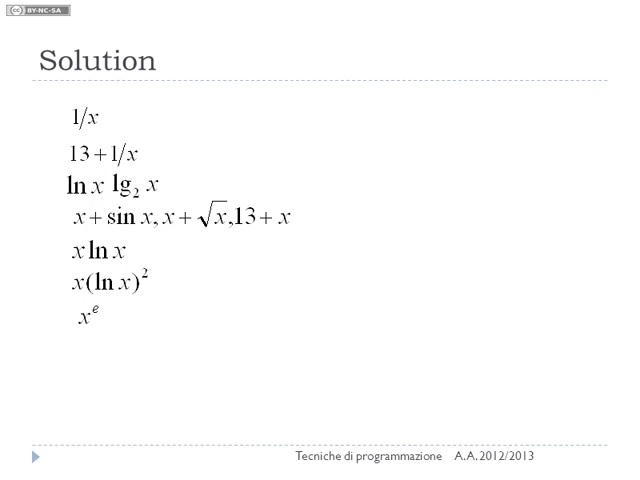 BY-NC-SA
Solution
1/x
13 + 1/x
ln x lg₂ x
x + sin x, x + √x, 13 + x
x ln x
x(ln x)²
xᵉ
Tecniche di programmazione A.A. 2012/2013